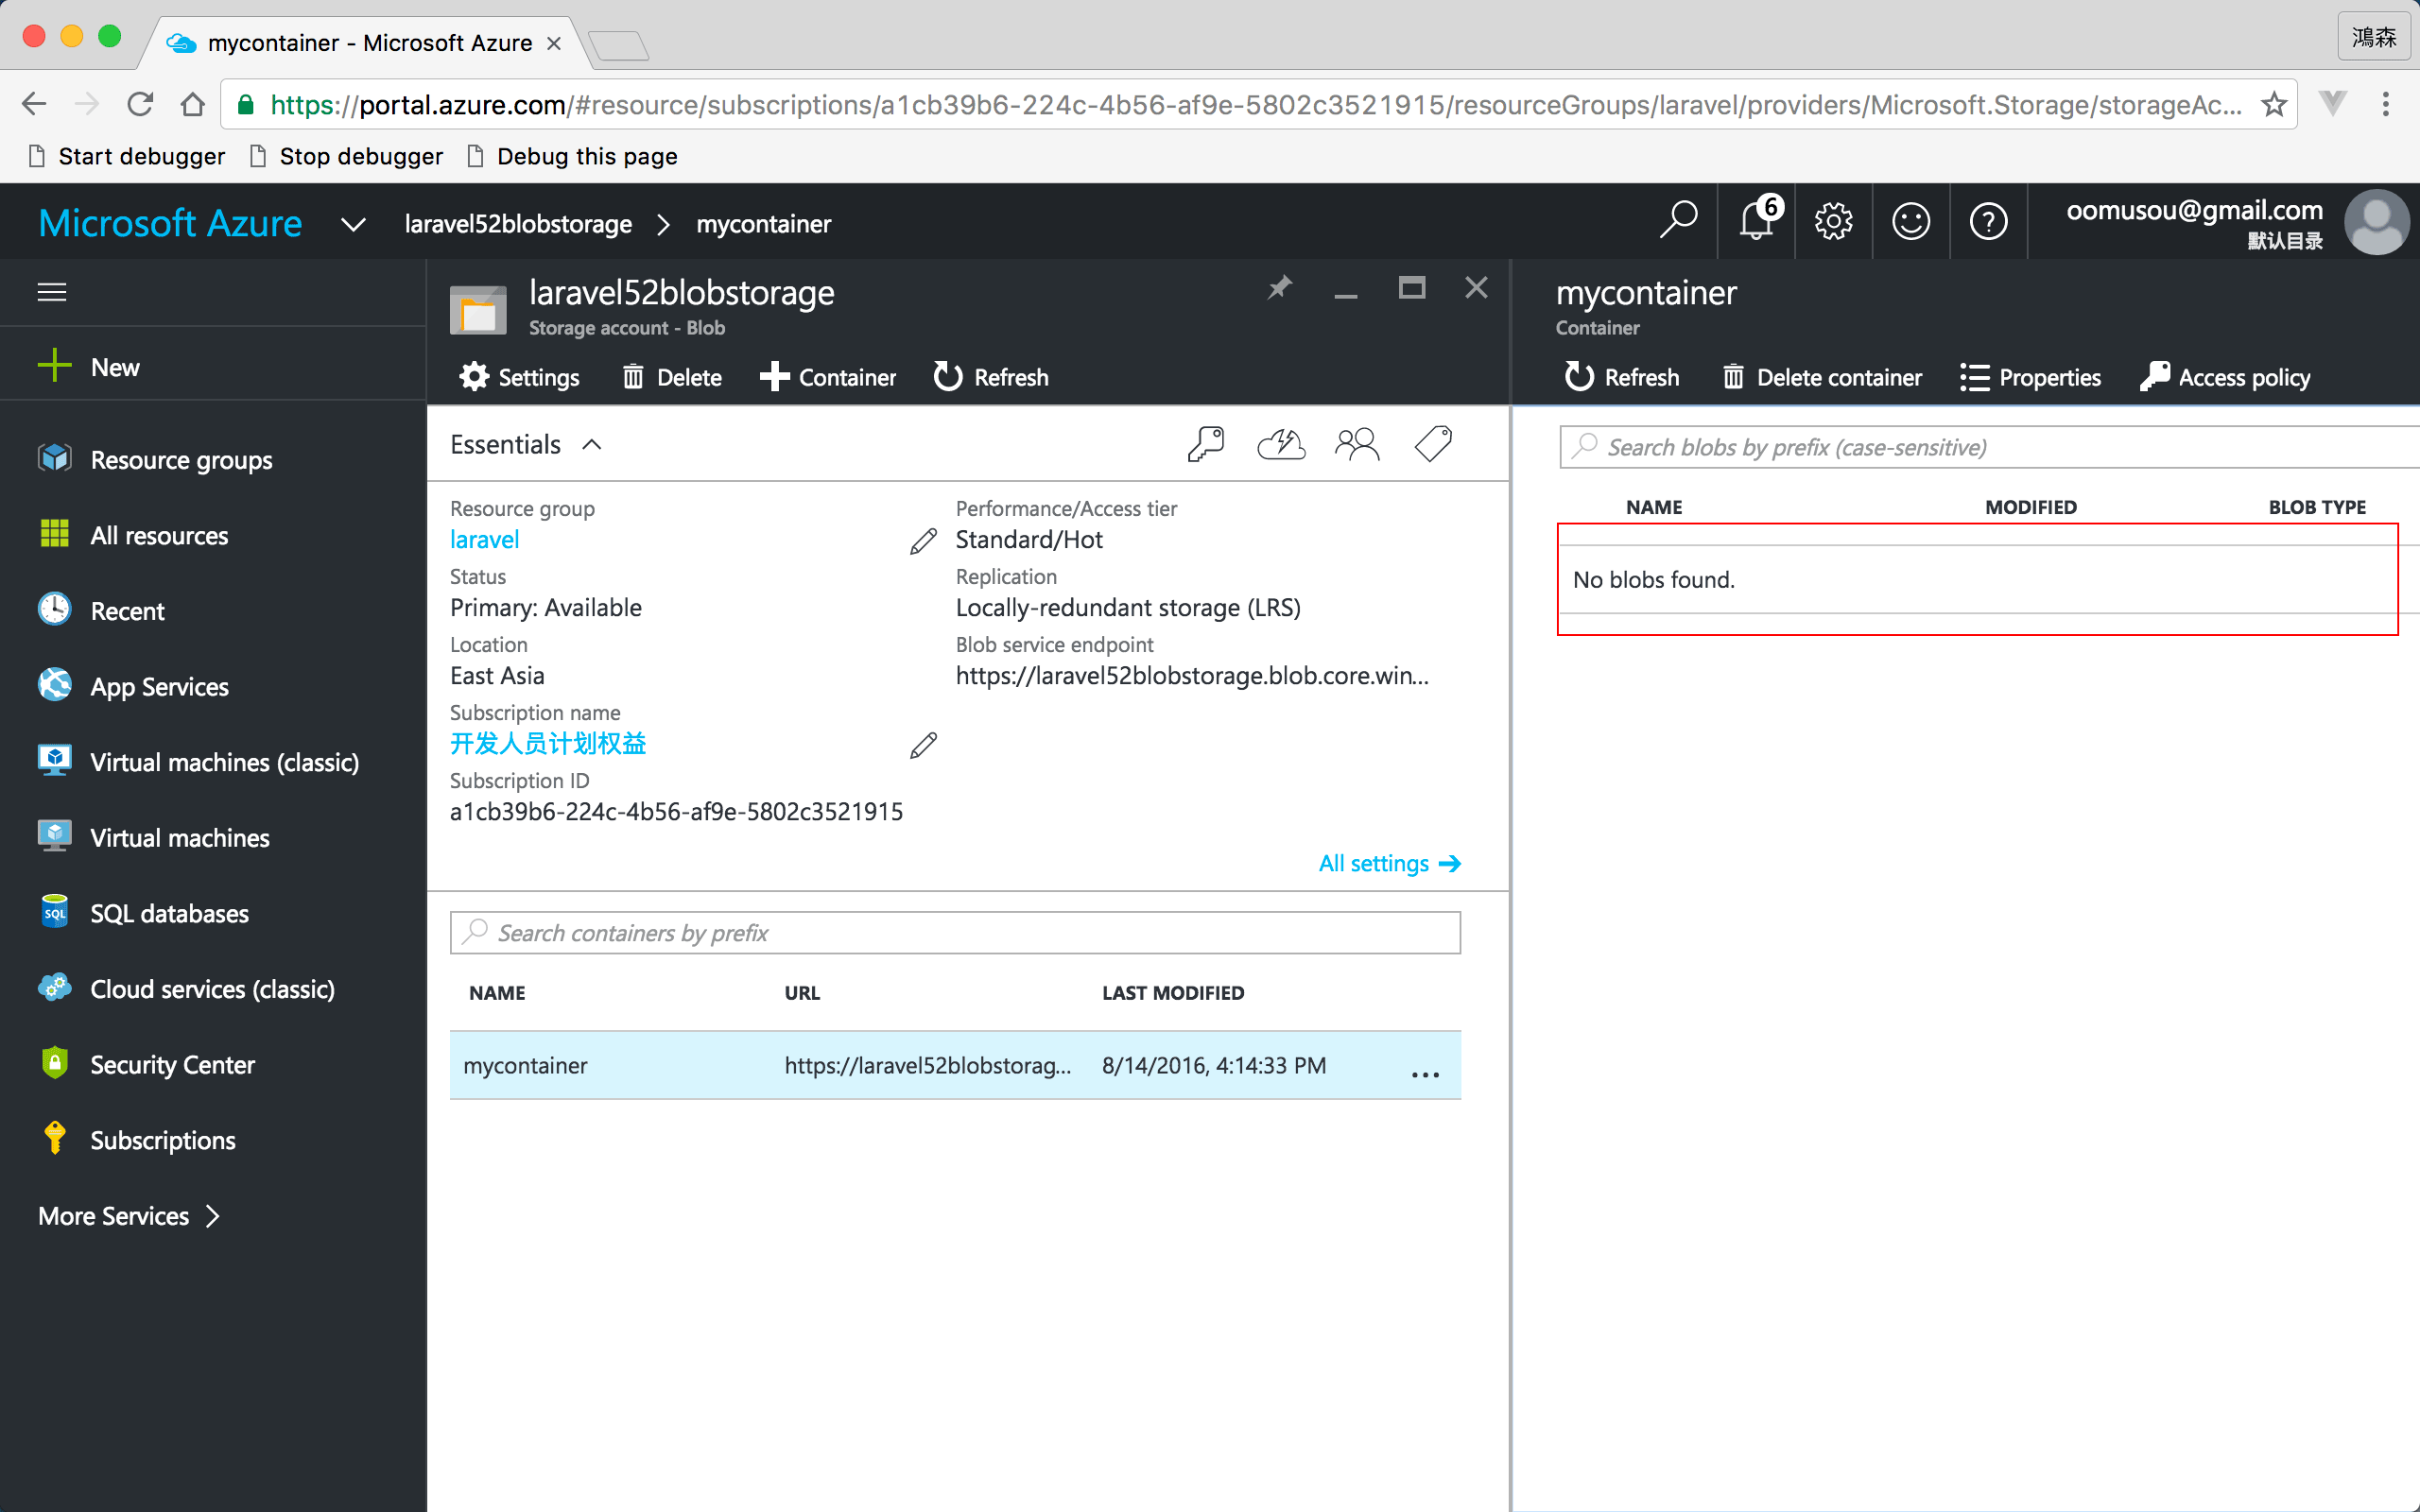 mycontainer - Microsoft Azure
鴻森
https://portal.azure.com/#resource/subscriptions/a1cb39b6-224c-4b56-af9e-5802c3521915/resourceGroups/laravel/providers/Microsoft.Storage/storageAc...
Start debugger Stop debugger Debug this page
Microsoft Azure laravel52blobstorage > mycontainer
6
oomusou@gmail.com
默认目录
New
Resource groups
All resources
Recent
App Services
Virtual machines (classic)
Virtual machines
SQL
SQL databases
Cloud services (classic)
Security Center
Subscriptions
More Services >
laravel52blobstorage
Storage account - Blob
Settings Delete Container Refresh
Essentials
Resource group
laravel
Status
Primary: Available
Location
East Asia
Subscription name
开发人员计划权益
Subscription ID
a1cb39b6-224c-4b56-af9e-5802c3521915
Performance/Access tier
Standard/Hot
Replication
Locally-redundant storage (LRS)
Blob service endpoint
https://laravel52blobstorage.blob.core.win...
All settings →
Search containers by prefix
NAME URL LAST MODIFIED
mycontainer https://laravel52blobstorag... 8/14/2016, 4:14:33 PM ...
mycontainer
Container
Refresh Delete container Properties Access policy
Search blobs by prefix (case-sensitive)
NAME MODIFIED BLOB TYPE
No blobs found.